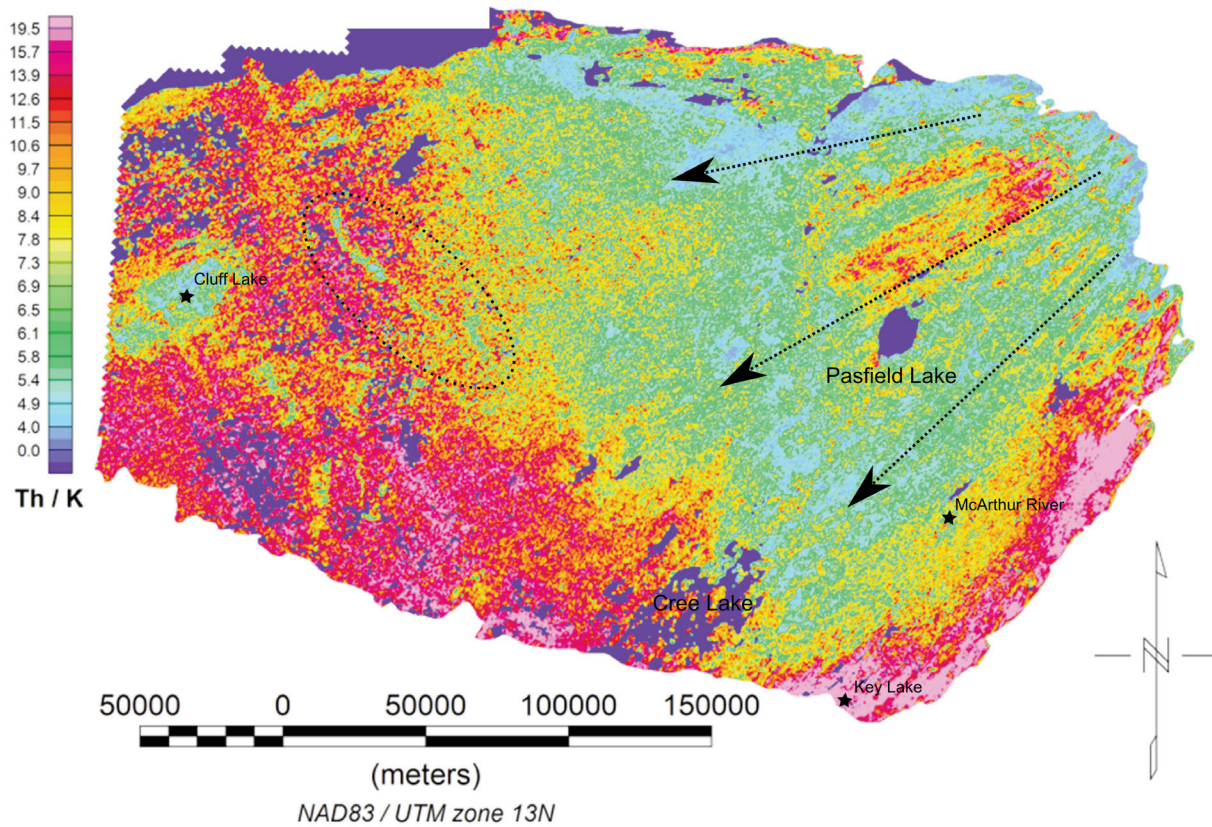 19.5
15.7
13.9
12.6
11.5
10.6
9.7
9.0
8.4
7.8
7.3
6.9
6.5
6.1
5.8
5.4
4.9
4.0
0.0
Th / K
Cluff Lake
Pasfield Lake
McArthur River
Cree Lake
Key Lake
N
50000 0 50000 100000 150000
(meters)
NAD83 / UTM zone 13N